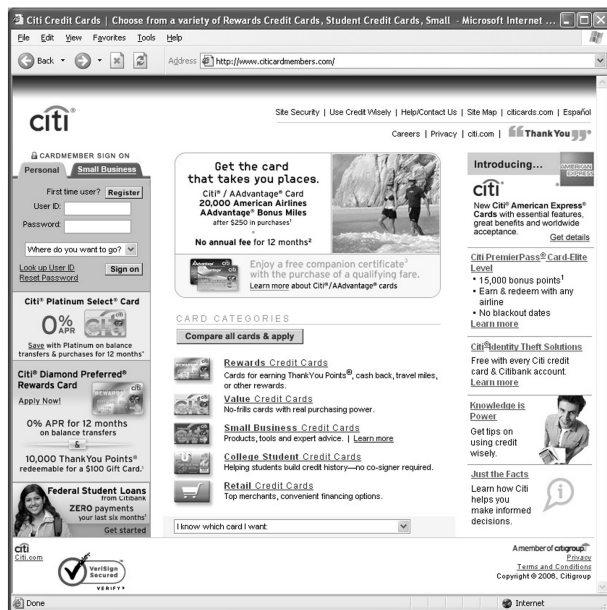 Citi Credit Cards | Choose from a variety of Rewards Credit Cards, Student Credit Cards, Small - Microsoft Internet ...
File Edit View Favorites Tools Help
Back
Address http://www.citicardmembers.com/
citi®
Site Security | Use Credit Wisely | Help/Contact Us | Site Map | citicards.com | Español
Careers | Privacy | citi.com | Thank You
CARDMEMBER SIGN ON
Personal Small Business
First time user? Register
User ID:
Password:
Where do you want to go?
Look up User ID
Reset Password
Sign on
Citi® Platinum Select® Card
0% APR
Save with Platinum on balance
transfers & purchases for 12 months*
Citi® Diamond Preferred®
Rewards Card
Apply Now!
0% APR for 12 months
on balance transfers
&
10,000 ThankYou Points®
redeemable for a $100 Gift Card.¹
Federal Student Loans
from Citibank
ZERO payments
your last six months†
Get started
Get the card
that takes you places.
Citi® / AAdvantage® Card
20,000 American Airlines
AAdvantage® Bonus Miles
after $250 in purchases¹
No annual fee for 12 months²
Enjoy a free companion certificate³
with the purchase of a qualifying fare.
Learn more about Citi®/AAdvantage® cards
CARD CATEGORIES
Compare all cards & apply
Rewards Credit Cards
Cards for earning ThankYou Points®, cash back, travel miles,
or other rewards.
Value Credit Cards
No-frills cards with real purchasing power.
Small Business Credit Cards
Products, tools and expert advice. | Learn more
College Student Credit Cards
Helping students build credit history—no co-signer required.
Retail Credit Cards
Top merchants, convenient financing options.
I know which card I want:
Introducing...
AMERICAN EXPRESS
citi®
New Citi® American Express®
Cards with essential features,
great benefits and worldwide
acceptance.
Get details
Citi PremierPass® Card-Elite
Level
• 15,000 bonus points¹
• Earn & redeem with any
airline
• No blackout dates
Learn more
Citi® Identity Theft Solutions
Free with every Citi credit
card & Citibank account.
Learn more
Knowledge is
Power
Get tips on
using credit
wisely.
Just the Facts
Learn how Citi
helps you
make informed
decisions.
citi
Citi.com
VeriSign
Secured
VERIFY
A member of citigroup
Privacy
Terms and Conditions
Copyright © 2006, Citigroup
Done
Internet